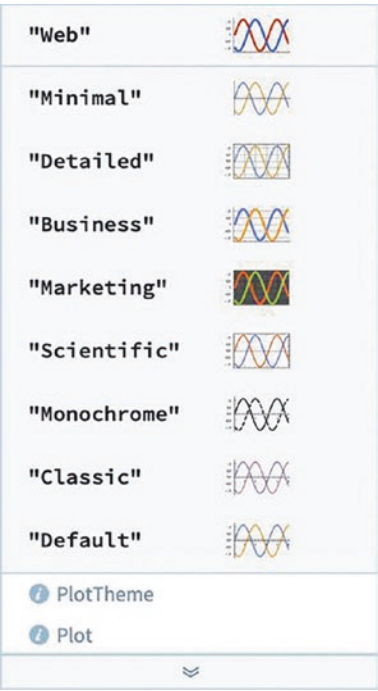 "Web"
"Minimal"
"Detailed"
"Business"
"Marketing"
"Scientific"
"Monochrome"
"Classic"
"Default"
PlotTheme
Plot